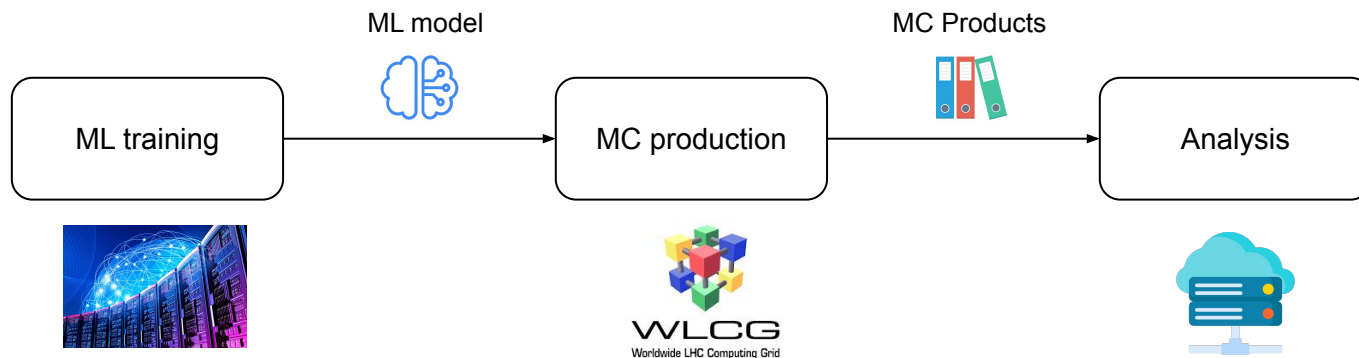 ML model
MC Products
ML training
MC production
Analysis
WLCG
Worldwide LHC Computing Grid